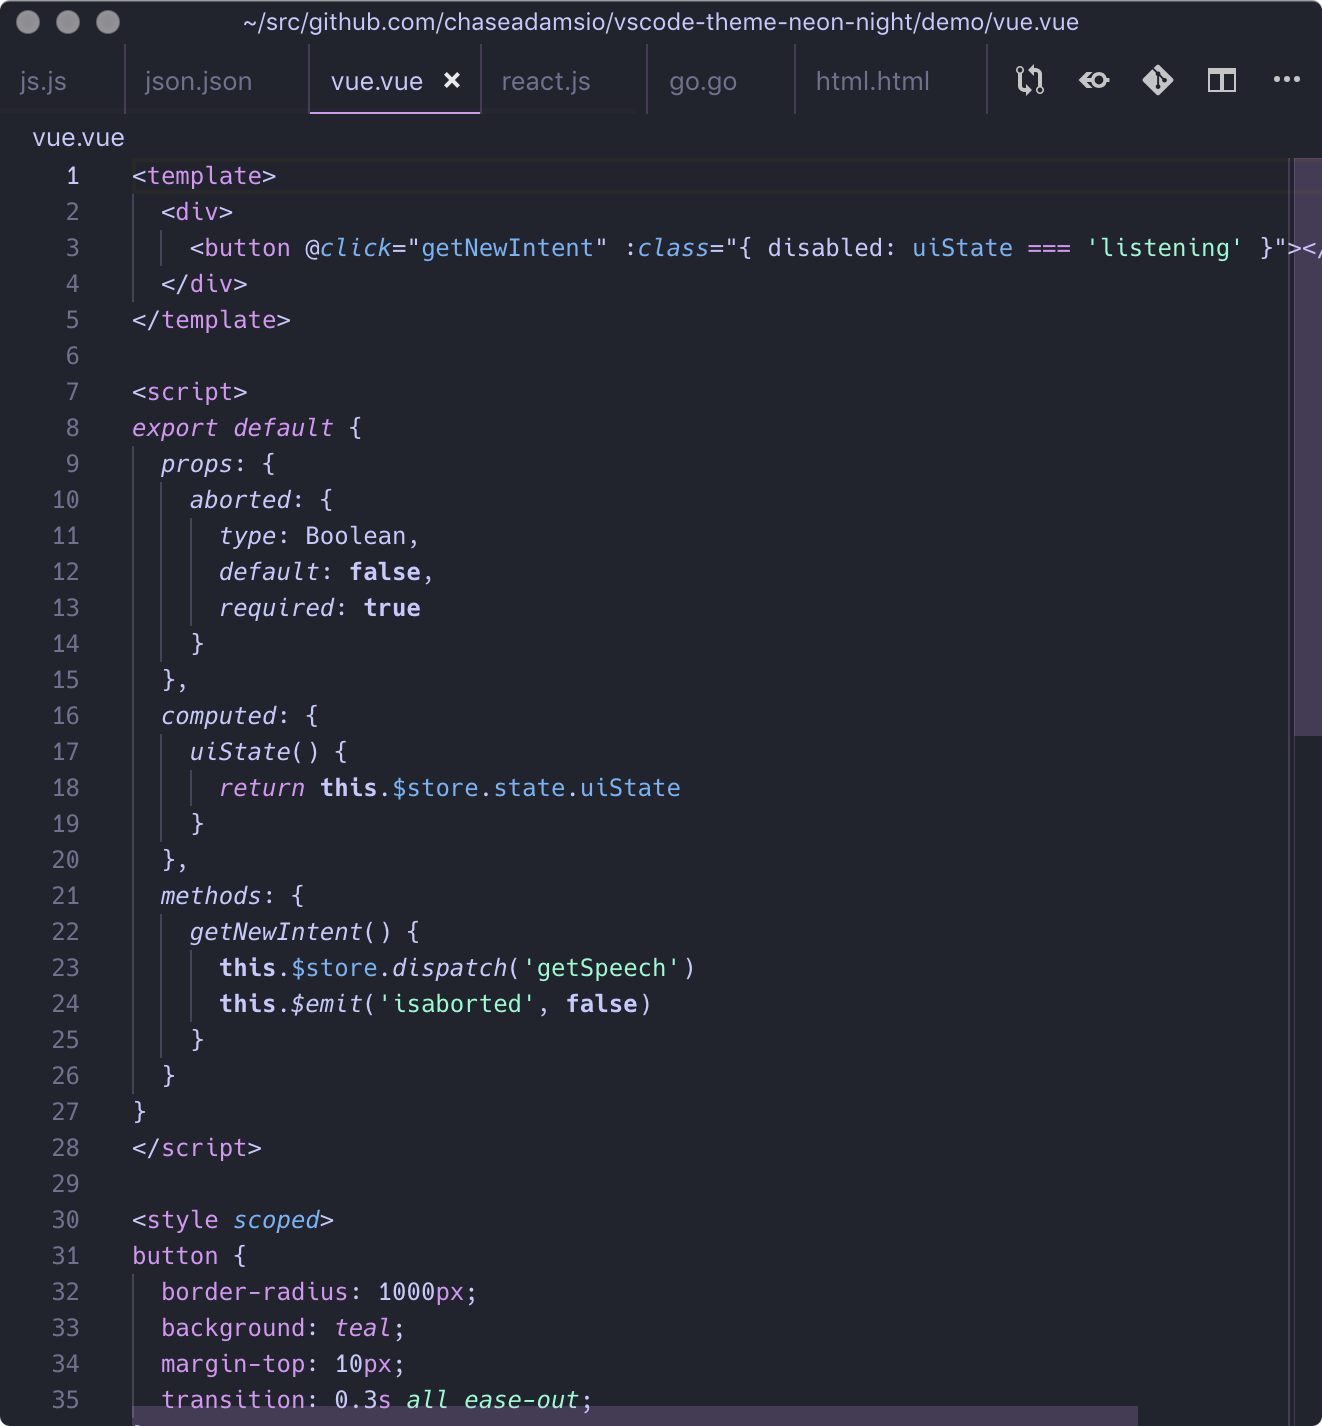 ~/src/github.com/chaseadamsio/vscode-theme-neon-night/demo/vue.vue
js.js json.json vue.vue react.js go.go html.html
vue.vue
1 <template>
2   <div>
3     <button @click="getNewIntent" :class="{ disabled: uiState === 'listening' }"></
4   </div>
5 </template>
6
7 <script>
8 export default {
9   props: {
10     aborted: {
11       type: Boolean,
12       default: false,
13       required: true
14     }
15   },
16   computed: {
17     uiState() {
18       return this.$store.state.uiState
19     }
20   },
21   methods: {
22     getNewIntent() {
23       this.$store.dispatch('getSpeech')
24       this.$emit('isaborted', false)
25     }
26   }
27 }
28 </script>
29
30 <style scoped>
31 button {
32   border-radius: 1000px;
33   background: teal;
34   margin-top: 10px;
35   transition: 0.3s all ease-out;